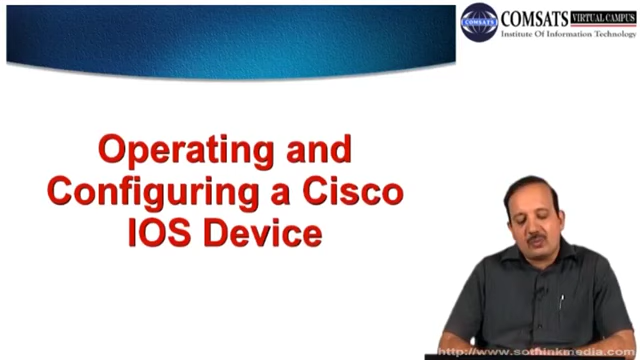 COMSATS VIRTUAL CAMPUS
Institute Of Information Technology
COMSATS
Operating and
Configuring a Cisco
IOS Device
http://www.sothinkmedia.com